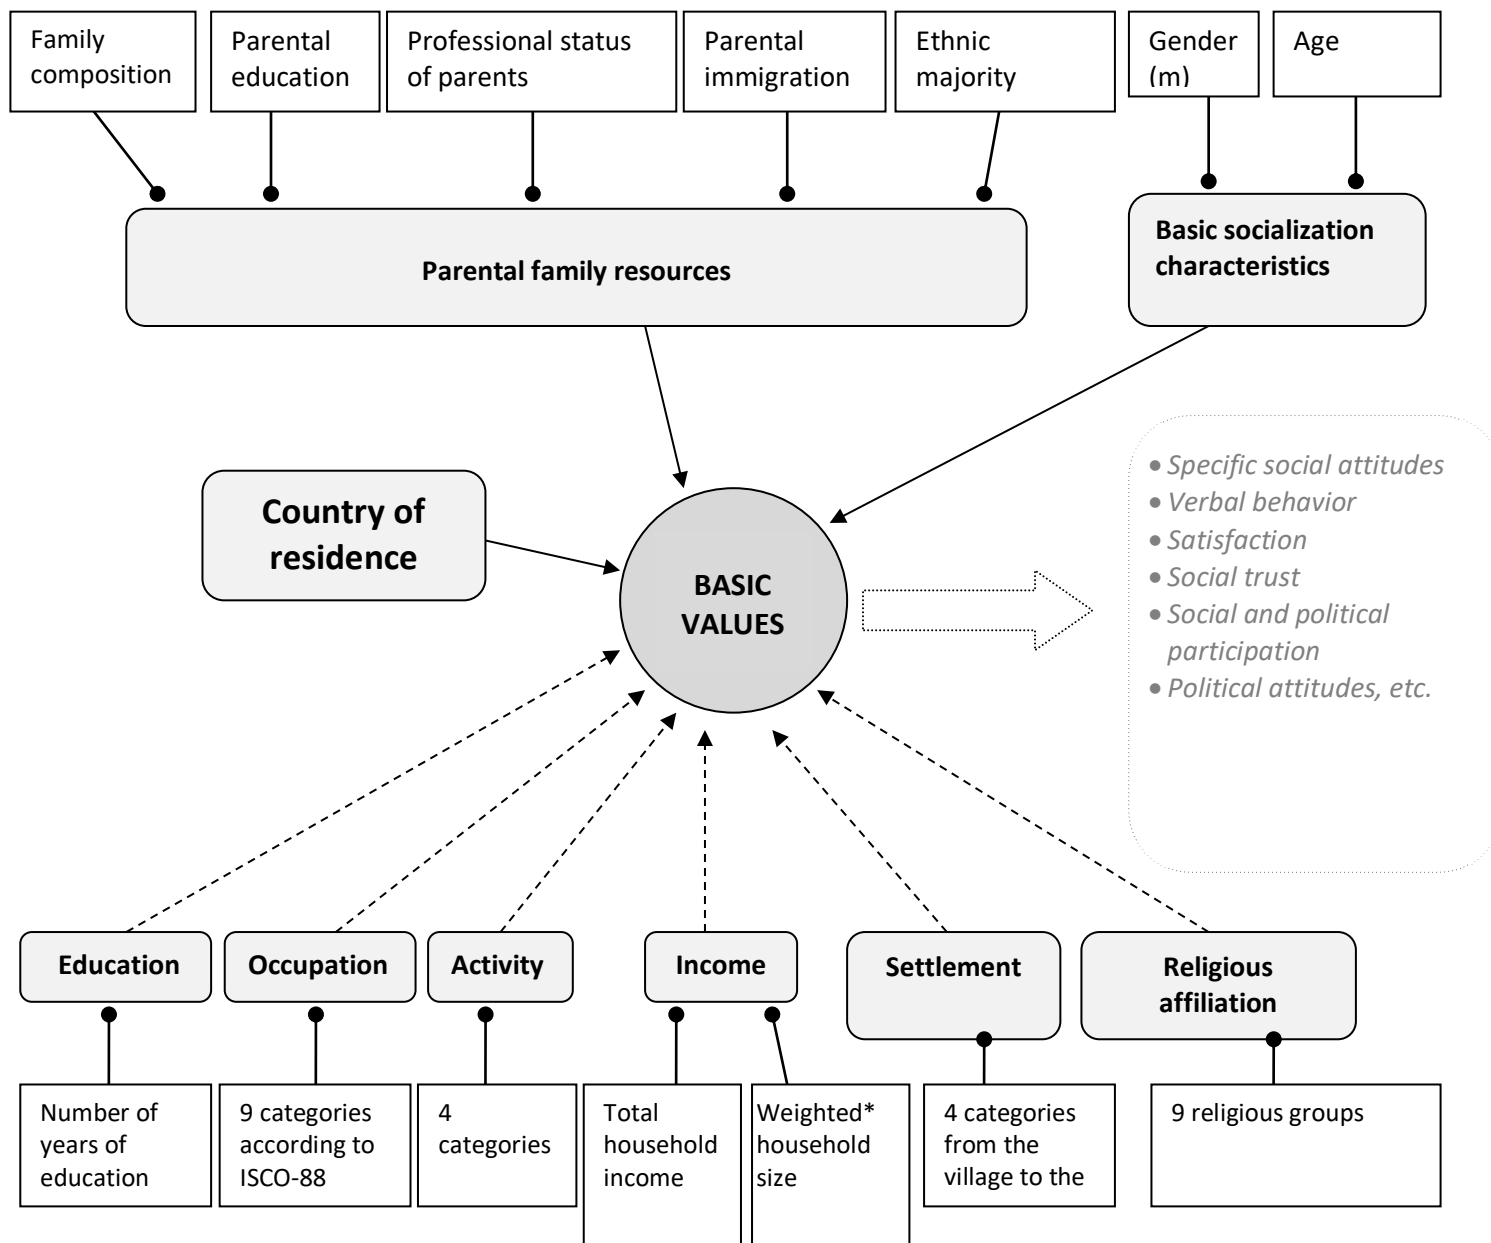 Family
composition
Parental
education
Professional status
of parents
Parental
immigration
Ethnic
majority
Gender
(m)
Age
Parental family resources
Basic socialization
characteristics
Country of
residence
BASIC
VALUES
• Specific social attitudes
• Verbal behavior
• Satisfaction
• Social trust
• Social and political
participation
• Political attitudes, etc.
Education
Occupation
Activity
Income
Settlement
Religious
affiliation
Number of
years of
education
9 categories
according to
ISCO-88
4
categories
Total
household
income
Weighted*
household
size
4 categories
from the
village to the
9 religious groups